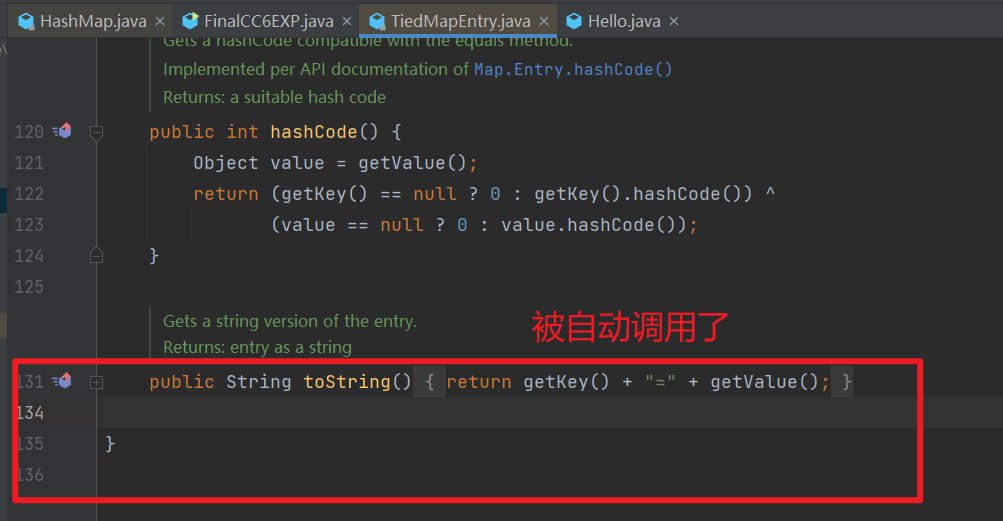 HashMap.java × FinalCC6EXP.java × TiedMapEntry.java × Hello.java ×
Gets a hashCode compatible with the equals method.
Implemented per API documentation of Map.Entry.hashCode()
Returns: a suitable hash code
120 public int hashCode() {
121 Object value = getValue();
122 return (getKey() == null ? 0 : getKey().hashCode()) ^
123 (value == null ? 0 : value.hashCode());
124 }
125
Gets a string version of the entry.
被自动调用了
Returns: entry as a string
131 public String toString() { return getKey() + "=" + getValue(); }
134
135 }
136